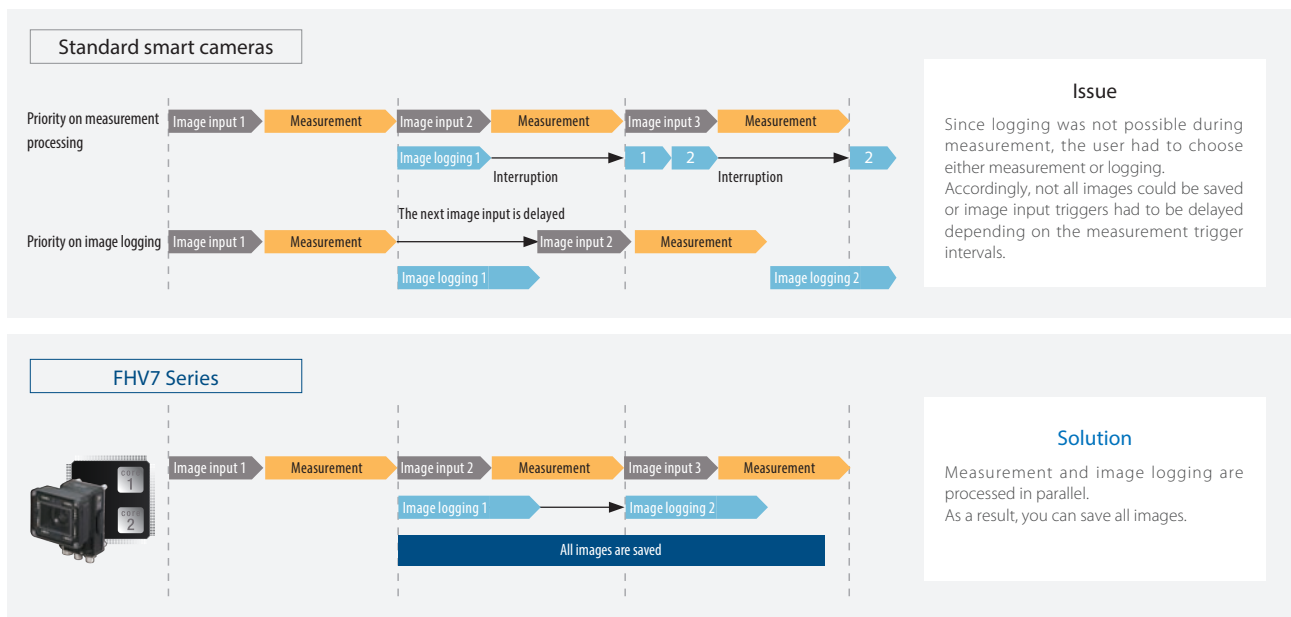 Standard smart cameras
Priority on measurement
processing
Image input 1
Measurement
Image input 2
Measurement
Image input 3
Measurement
Image logging 1
Interruption
1
2
Interruption
2
The next image input is delayed
Priority on image logging
Image input 1
Measurement
Image input 2
Measurement
Image logging 1
Image logging 2
Issue
Since logging was not possible during
measurement, the user had to choose
either measurement or logging.
Accordingly, not all images could be saved
or image input triggers had to be delayed
depending on the measurement trigger
intervals.
FHV7 Series
core
1
core
2
Image input 1
Measurement
Image input 2
Measurement
Image input 3
Measurement
Image logging 1
Image logging 2
All images are saved
Solution
Measurement and image logging are
processed in parallel.
As a result, you can save all images.